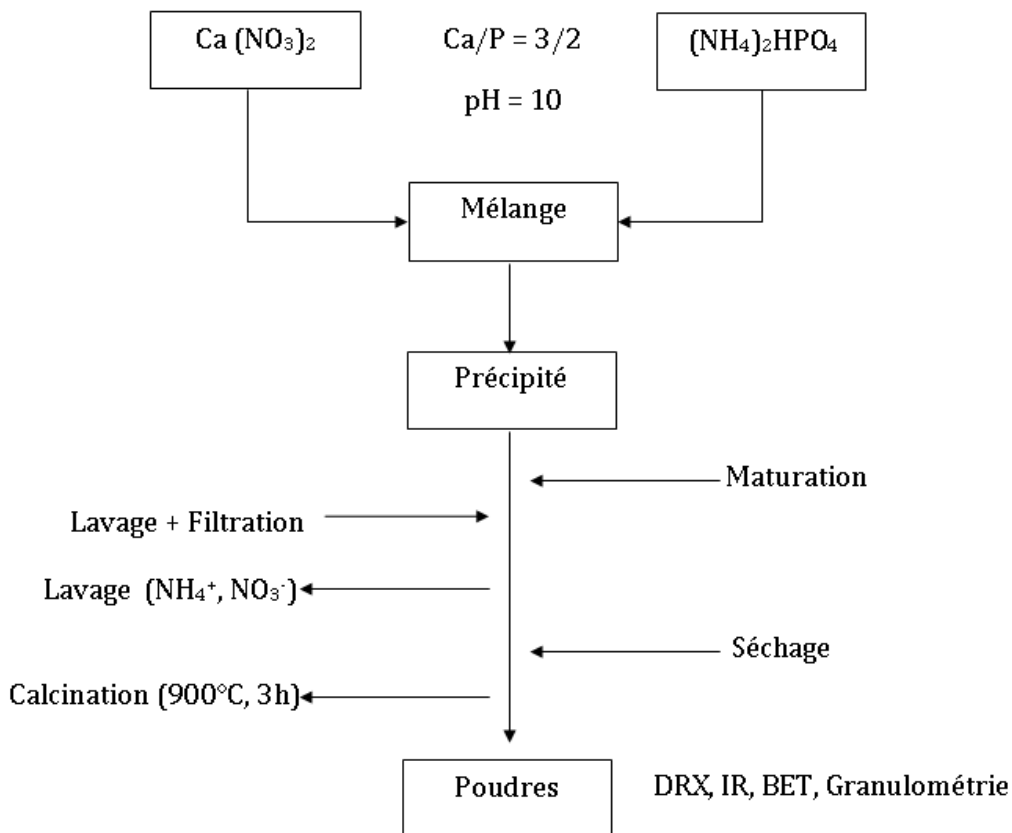 Ca (NO₃)₂
Ca/P = 3/2
(NH₄)₂HPO₄
pH = 10
Mélange
Précipité
Maturation
Lavage + Filtration
Lavage (NH₄⁺, NO₃⁻)
Séchage
Calcination (900°C, 3h)
Poudres
DRX, IR, BET, Granulométrie